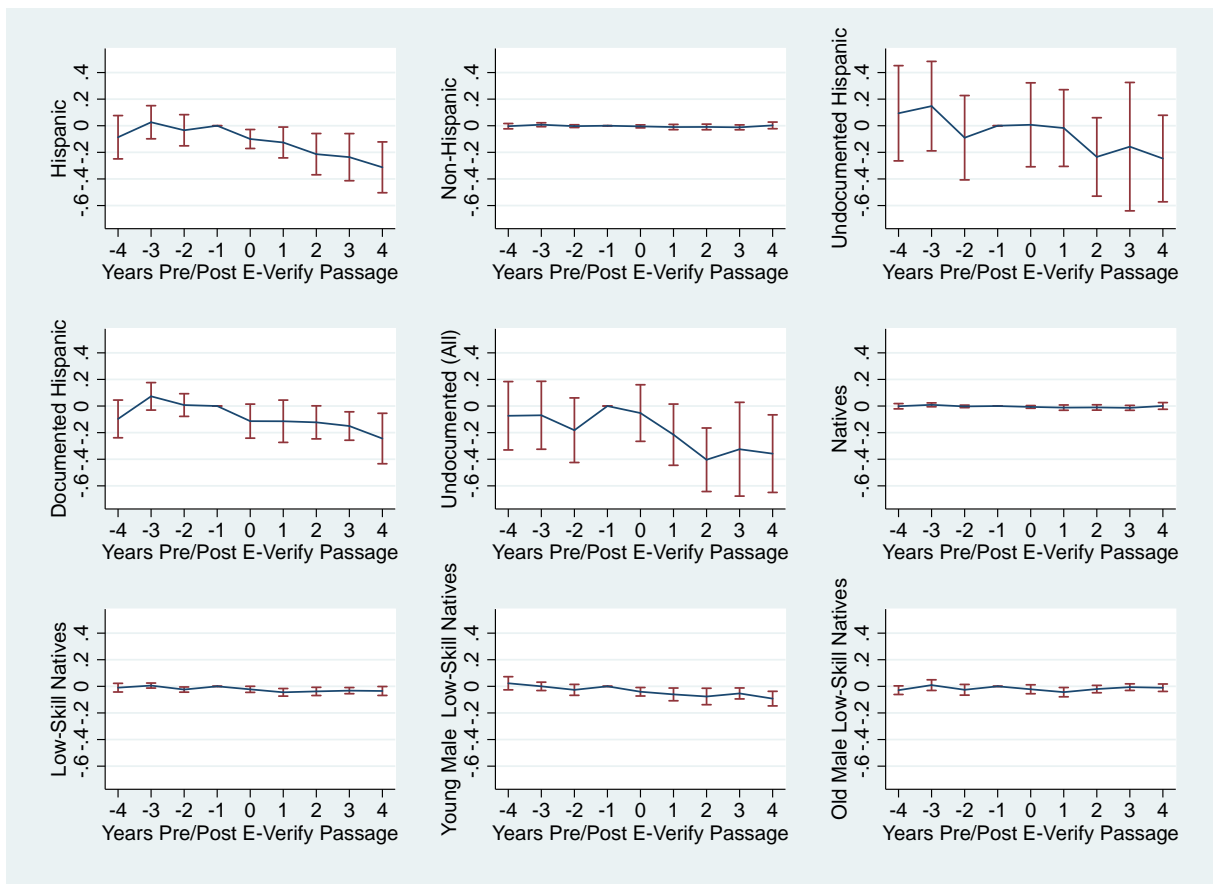 Hispanic
-.6 -.4 -.2 0 .2 .4
-4 -3 -2 -1 0 1 2 3 4
Years Pre/Post E-Verify Passage
Non-Hispanic
-.6 -.4 -.2 0 .2 .4
-4 -3 -2 -1 0 1 2 3 4
Years Pre/Post E-Verify Passage
Undocumented Hispanic
-.6 -.4 -.2 0 .2 .4
-4 -3 -2 -1 0 1 2 3 4
Years Pre/Post E-Verify Passage
Documented Hispanic
-.6 -.4 -.2 0 .2 .4
-4 -3 -2 -1 0 1 2 3 4
Years Pre/Post E-Verify Passage
Undocumented (All)
-.6 -.4 -.2 0 .2 .4
-4 -3 -2 -1 0 1 2 3 4
Years Pre/Post E-Verify Passage
Natives
-.6 -.4 -.2 0 .2 .4
-4 -3 -2 -1 0 1 2 3 4
Years Pre/Post E-Verify Passage
Low-Skill Natives
-.6 -.4 -.2 0 .2 .4
-4 -3 -2 -1 0 1 2 3 4
Years Pre/Post E-Verify Passage
Young Male Low-Skill Natives
-.6 -.4 -.2 0 .2 .4
-4 -3 -2 -1 0 1 2 3 4
Years Pre/Post E-Verify Passage
Old Male Low-Skill Natives
-.6 -.4 -.2 0 .2 .4
-4 -3 -2 -1 0 1 2 3 4
Years Pre/Post E-Verify Passage